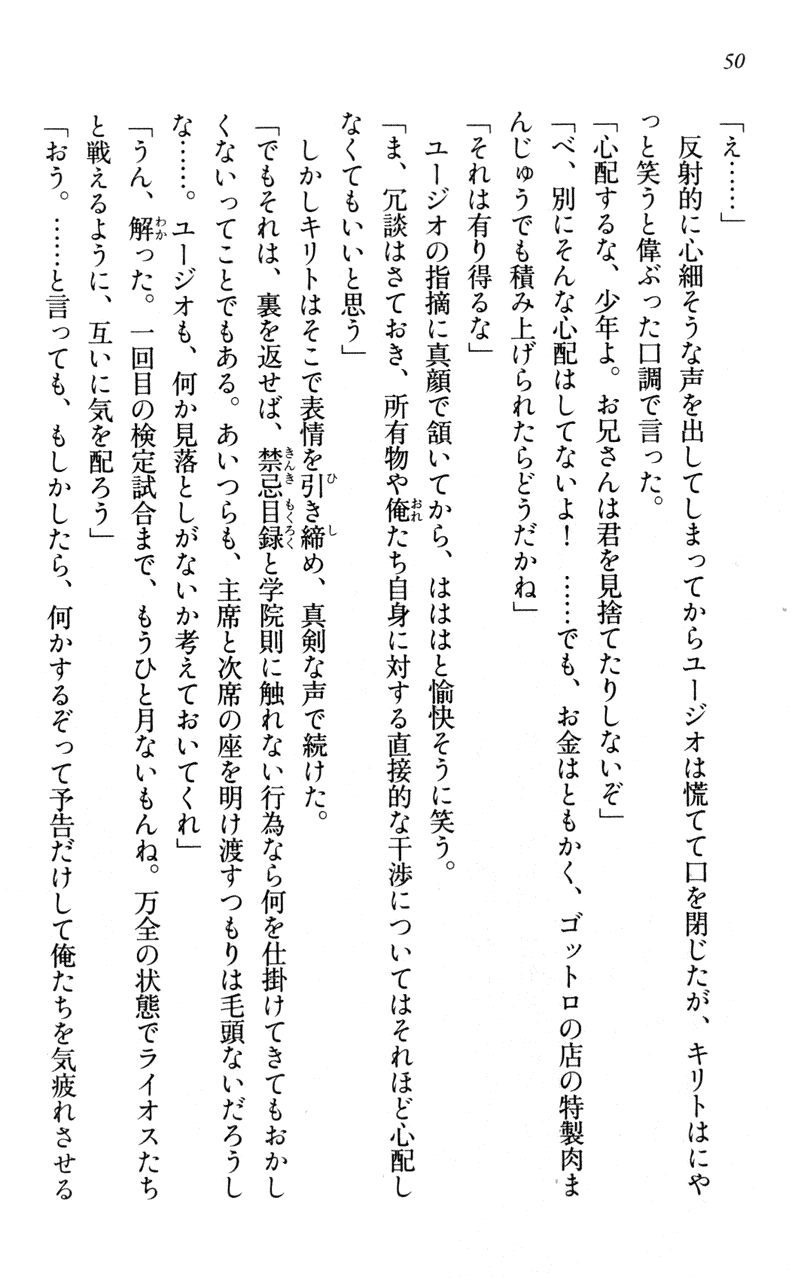 50
「え……」
　反射的に心細そうな声を出してしまってからユージオは慌てて口を閉じたが、キリトはにや
っと笑うと偉ぶった口調で言った。
「心配するな、少年よ。お兄さんは君を見捨てたりしないぞ」
「べ、別にそんな心配はしてないよ！　……でも、お金はともかく、ゴットロの店の特製肉ま
んじゅうでも積み上げられたらどうだかね」
「それは有り得るな」
　ユージオの指摘に真顔で頷いてから、ははは と愉快そうに笑う。
「ま、冗談はさておき、所有物や俺たち自身に対する直接的な干渉についてはそれほど心配し
なくてもいいと思う」
　しかしキリトはそこで表情を引き締め、真剣な声で続けた。
「でもそれは、裏を返せば、禁忌目録と学院則に触れない行為なら何を仕掛けてきてもおかし
くないってことでもある。あいつらも、主席と次席の座を明け渡すつもりは毛頭ないだろうし
な……。ユージオも、何か見落としがないか考えておいてくれ」
「うん、解った。一回目の検定試合まで、もうひと月ないもんね。万全の状態でライオスたち
と戦えるように、互いに気を配ろう」
「おう。……と言っても、もしかしたら、何かするぞって予告だけして俺たちを気疲れさせる